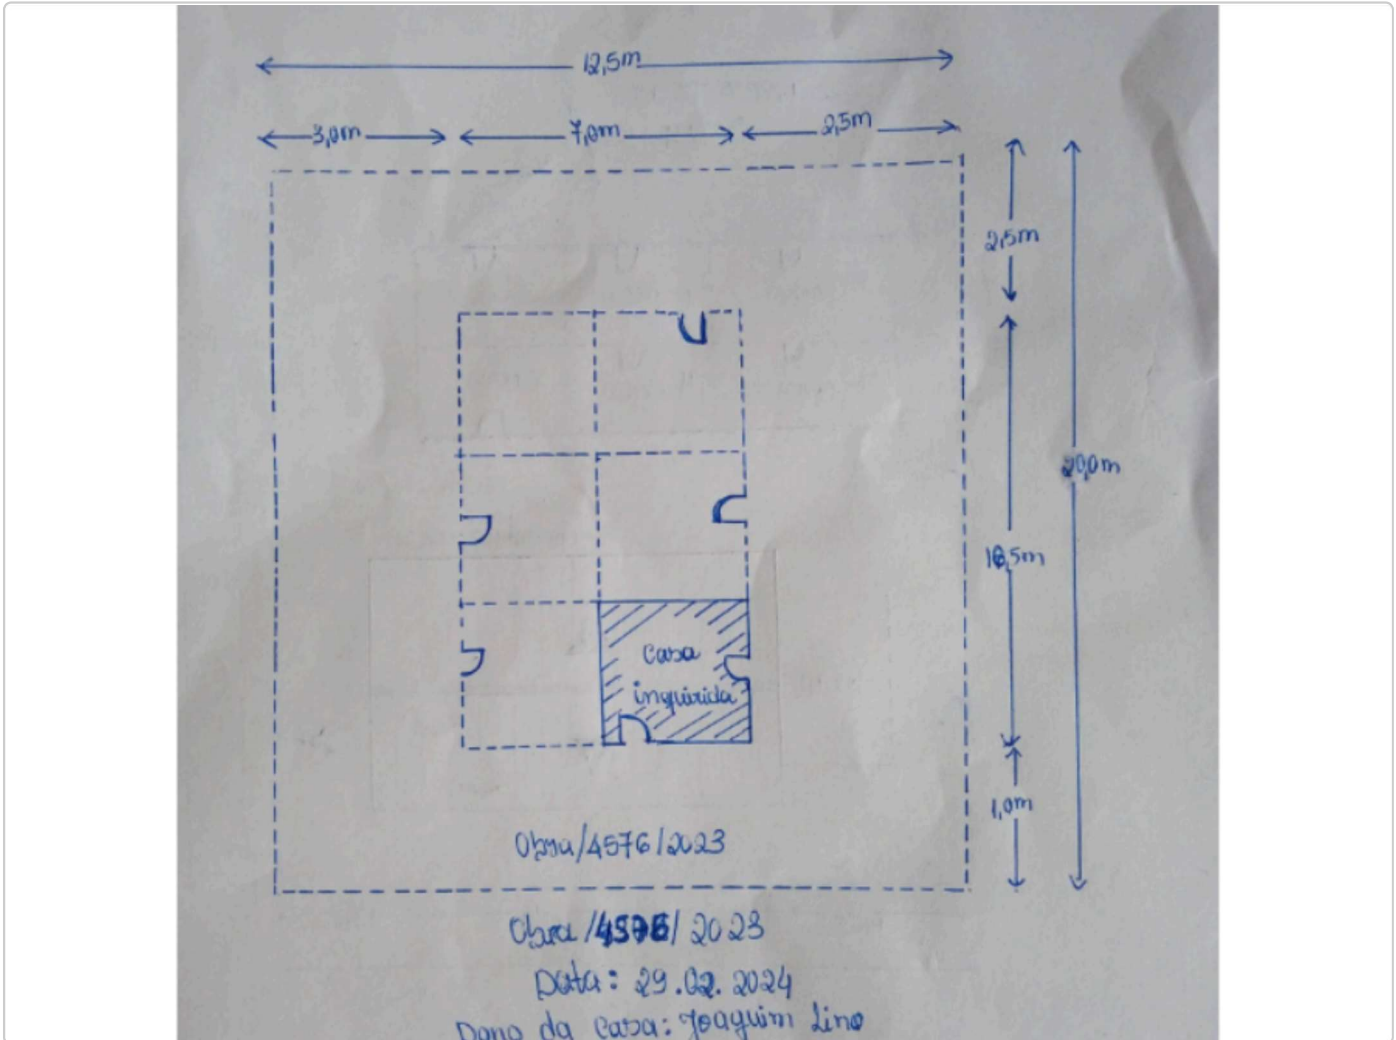 12,5m
3,0m 7,0m 2,5m
2,5m
20,0m
16,5m
Casa
inquirida
1,0m
Obra/4576/2023
Obra/4576/2023
Data: 29.02.2024
Dono da Casa: Joaquim Lino